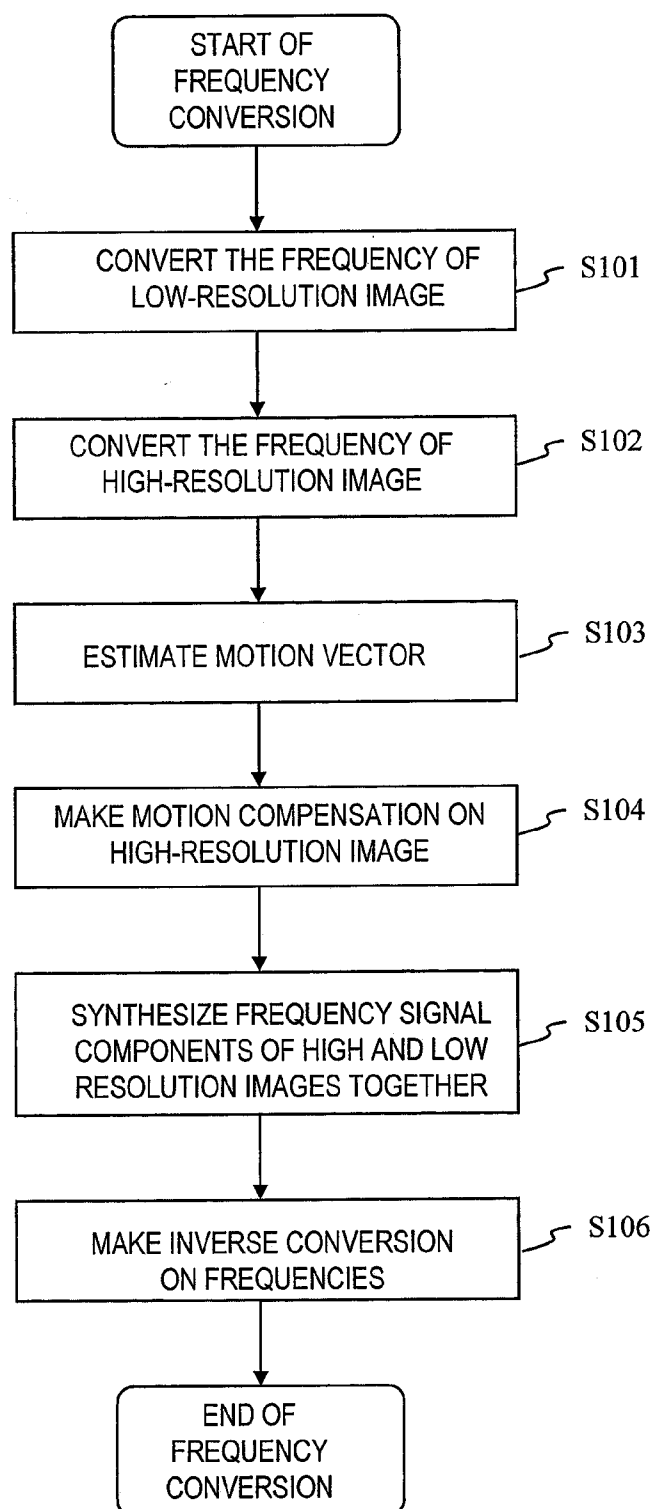 START OF
FREQUENCY
CONVERSION
CONVERT THE FREQUENCY OF
LOW-RESOLUTION IMAGE
S101
CONVERT THE FREQUENCY OF
HIGH-RESOLUTION IMAGE
S102
ESTIMATE MOTION VECTOR
S103
MAKE MOTION COMPENSATION ON
HIGH-RESOLUTION IMAGE
S104
SYNTHESIZE FREQUENCY SIGNAL
COMPONENTS OF HIGH AND LOW
RESOLUTION IMAGES TOGETHER
S105
MAKE INVERSE CONVERSION
ON FREQUENCIES
S106
END OF
FREQUENCY
CONVERSION